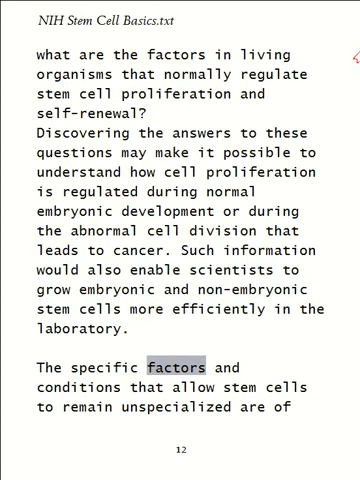 NIH Stem Cell Basics.txt
what are the factors in living
organisms that normally regulate
stem cell proliferation and
self-renewal?
Discovering the answers to these
questions may make it possible to
understand how cell proliferation
is regulated during normal
embryonic development or during
the abnormal cell division that
leads to cancer. Such information
would also enable scientists to
grow embryonic and non-embryonic
stem cells more efficiently in the
laboratory.
The specific factors and
conditions that allow stem cells
to remain unspecialized are of
12